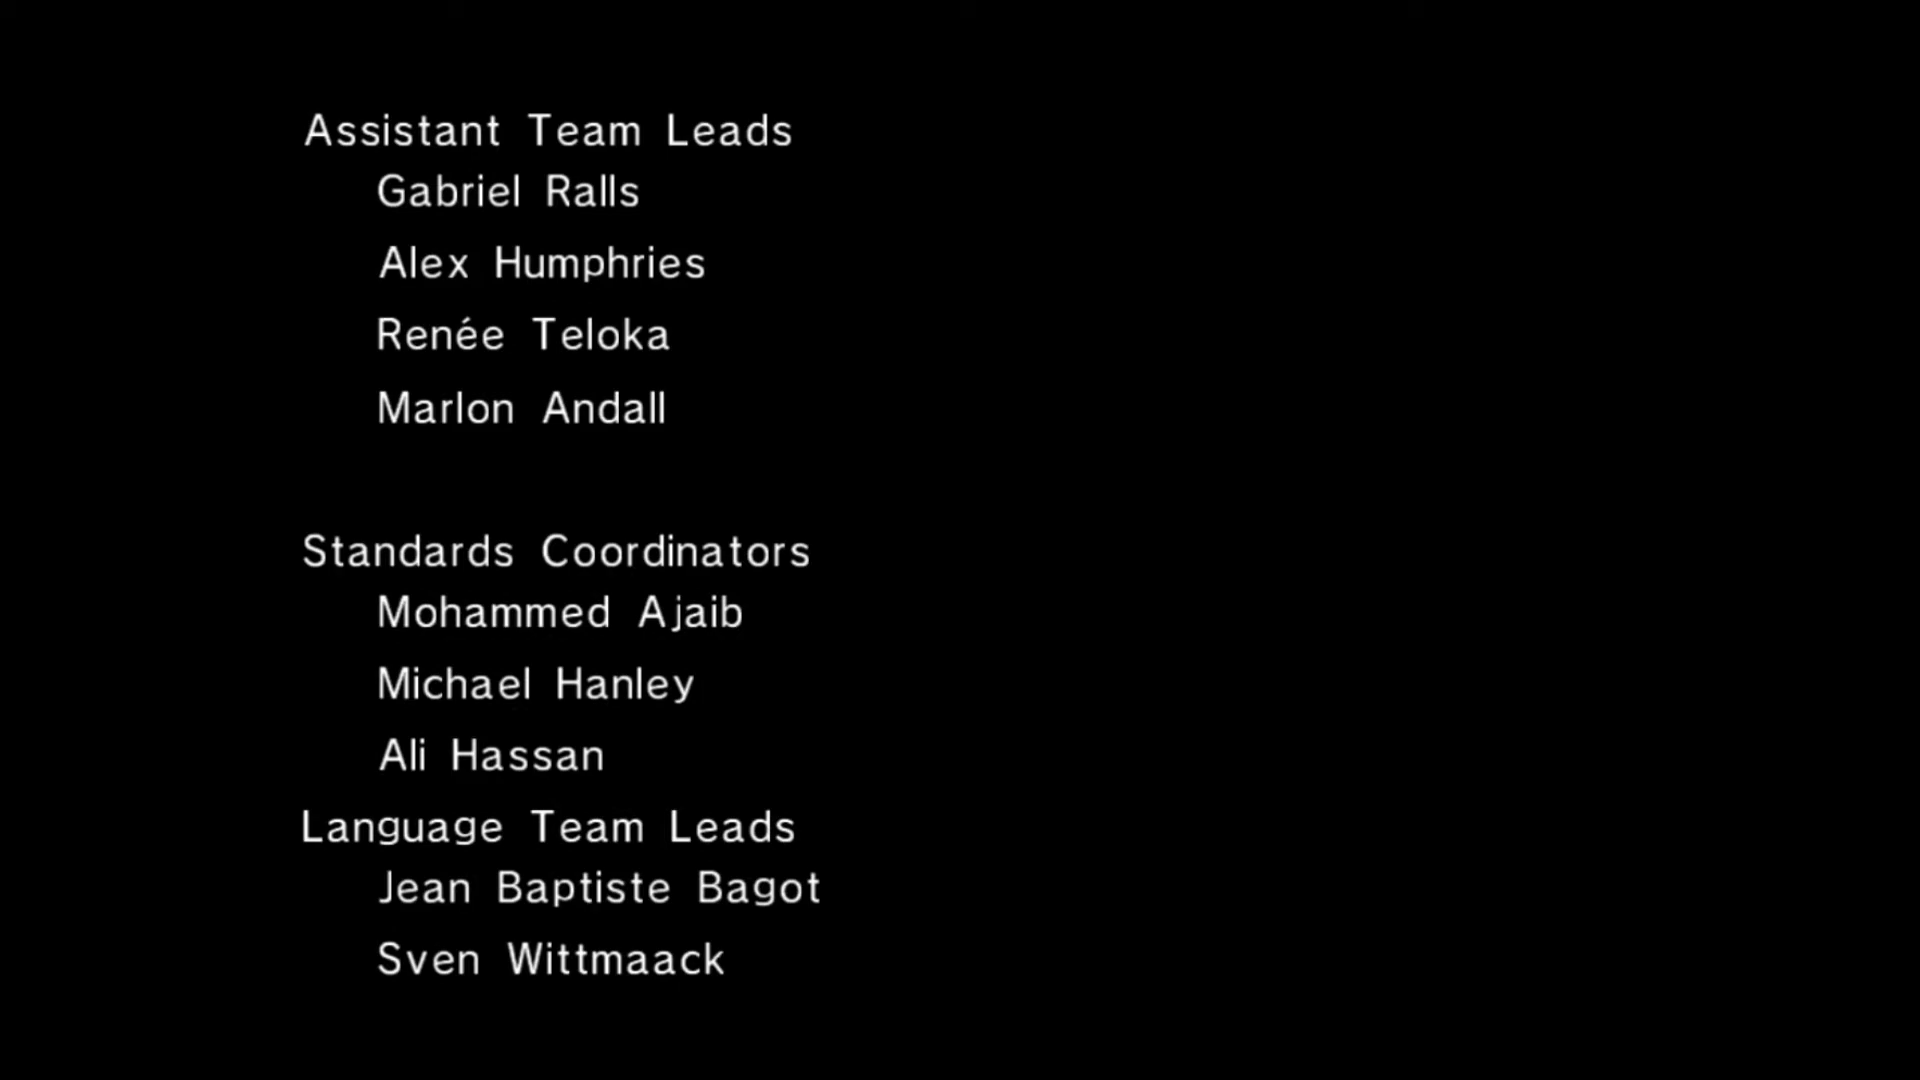 Assistant Team Leads
Gabriel Ralls
Alex Humphries
Renée Teloka
Marlon Andall
Standards Coordinators
Mohammed Ajaib
Michael Hanley
Ali Hassan
Language Team Leads
Jean Baptiste Bagot
Sven Wittmaack